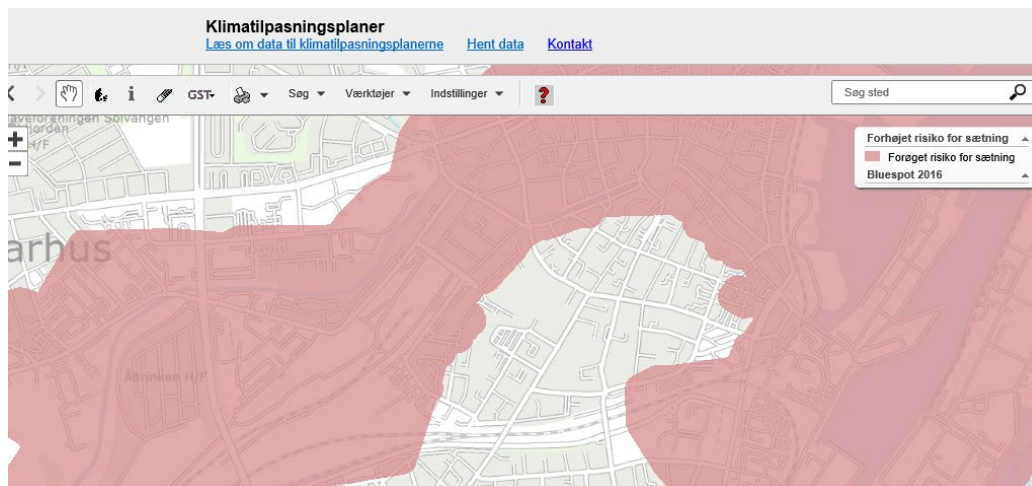 Klimatilpasningsplaner
Læs om data til klimatilpasningsplanerne Hent data Kontakt
i GST Søg Værktøjer Indstillinger ? Søg sted
Solvangen
H/F
+
−
Forhøjet risiko for sætning
Forøget risiko for sætning
Bluespot 2016
arhus
Åbrinken H/F